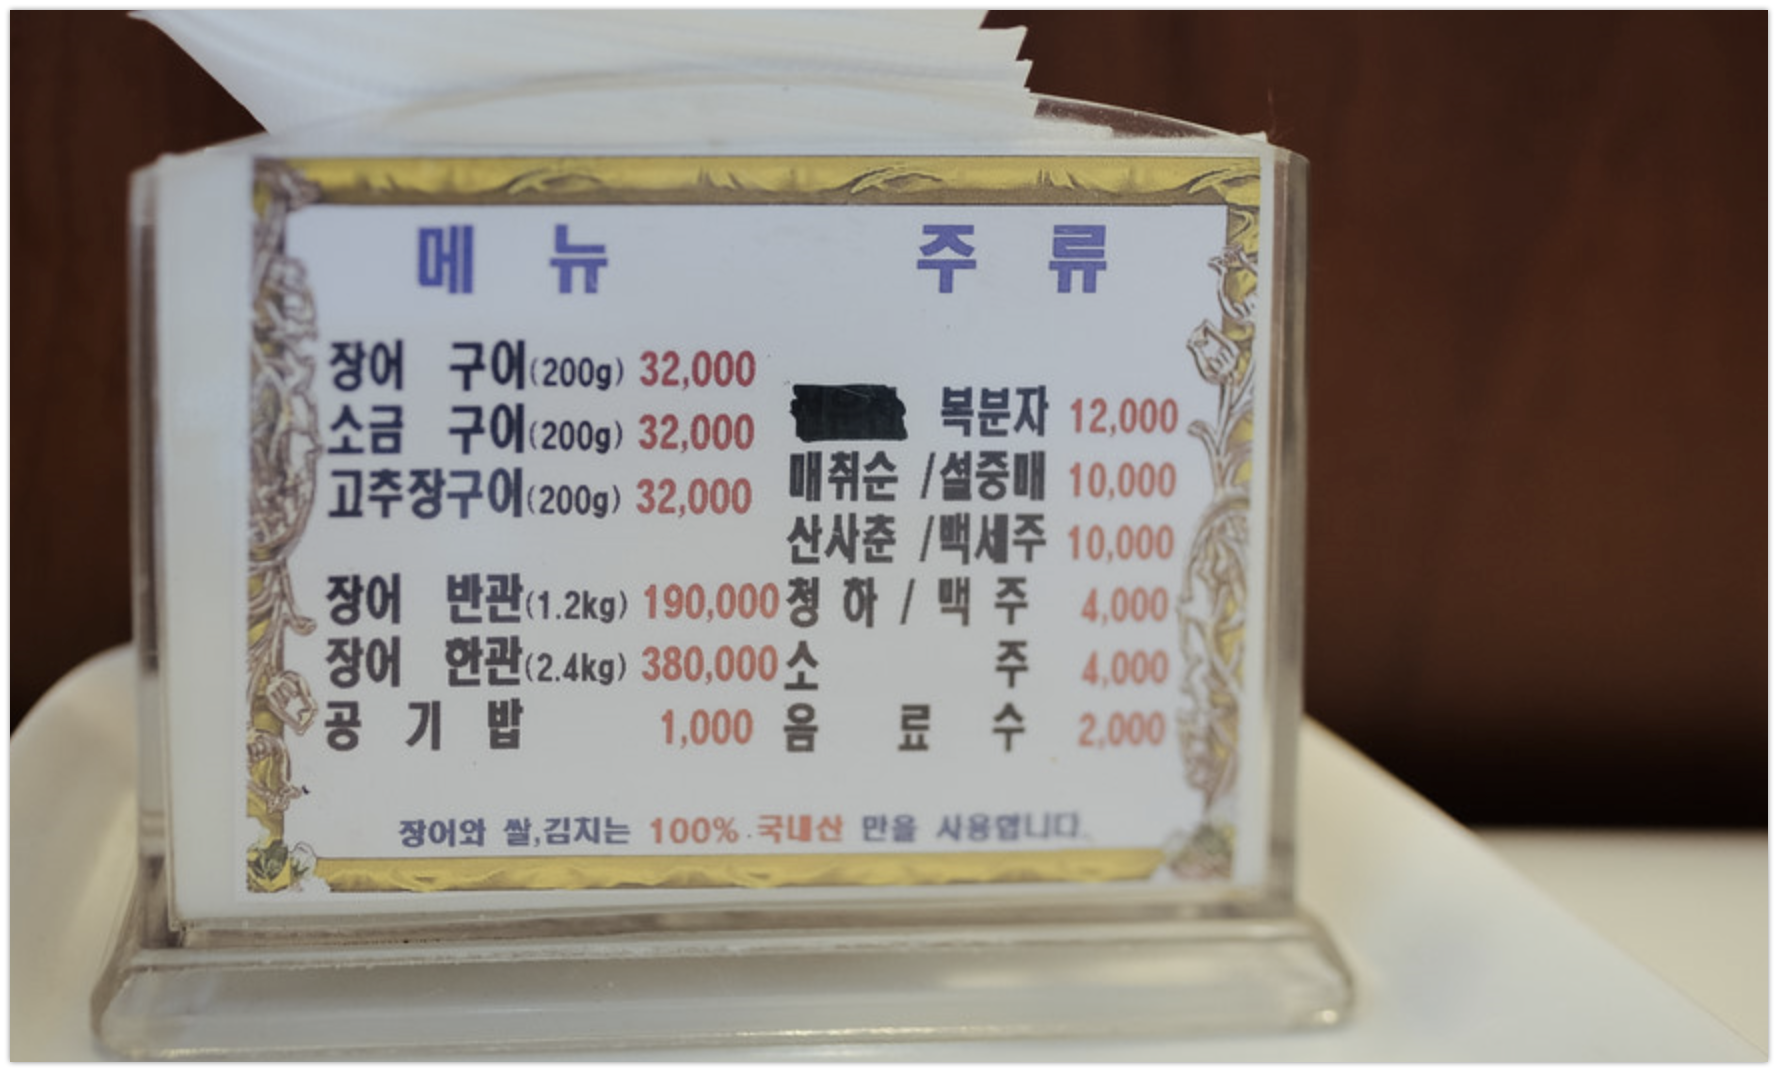 메 뉴
장어 구이(200g) 32,000
소금 구이(200g) 32,000
고추장구이(200g) 32,000
장어 반관(1.2kg) 190,000
장어 한관(2.4kg) 380,000
공 기 밥 1,000
주 류
복분자 12,000
매취순 /설중매 10,000
산사춘 /백세주 10,000
청 하 / 맥 주 4,000
소 주 4,000
음 료 수 2,000
장어와 쌀,김치는 100% 국내산 만을 사용합니다.